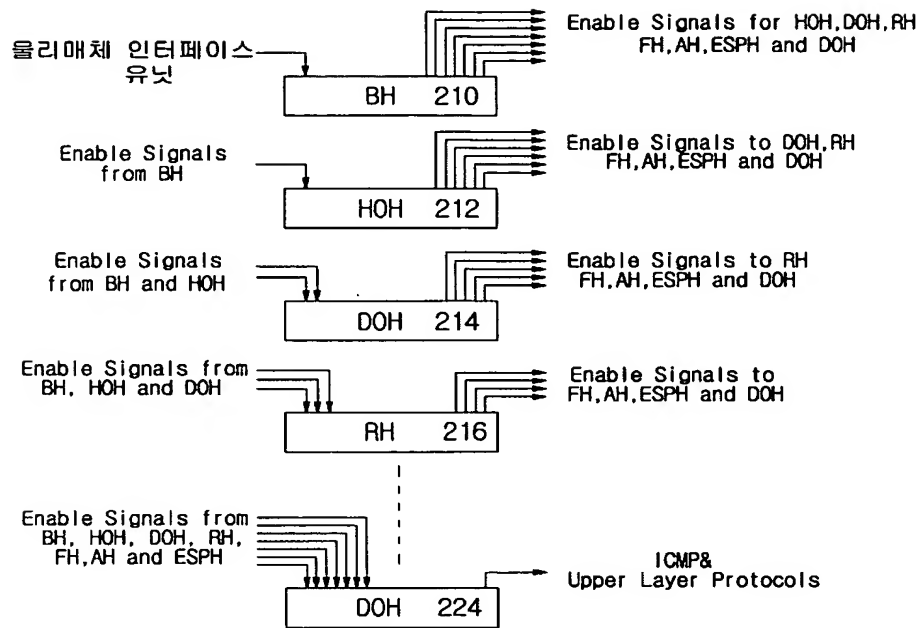 물리매체 인터페이스
유닛
Enable Signals for HOH,DOH,RH
FH,AH,ESPH and DOH
BH 210
Enable Signals
from BH
Enable Signals to DOH,RH
FH,AH,ESPH and DOH
HOH 212
Enable Signals
from BH and HOH
Enable Signals to RH
FH,AH,ESPH and DOH
DOH 214
Enable Signals from
BH, HOH and DOH
Enable Signals to
FH,AH,ESPH and DOH
RH 216
Enable Signals from
BH, HOH, DOH, RH,
FH,AH and ESPH
ICMP&
Upper Layer Protocols
DOH 224